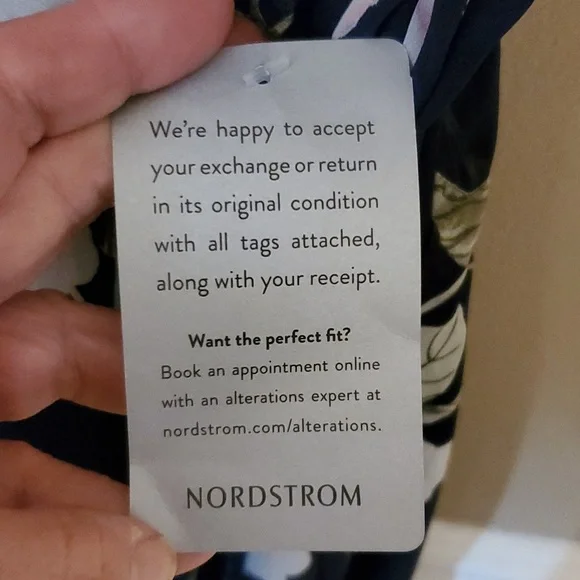 We're happy to accept
your exchange or return
in its original condition
with all tags attached,
along with your receipt.
Want the perfect fit?
Book an appointment online
with an alterations expert at
nordstrom.com/alterations.
NORDSTROM